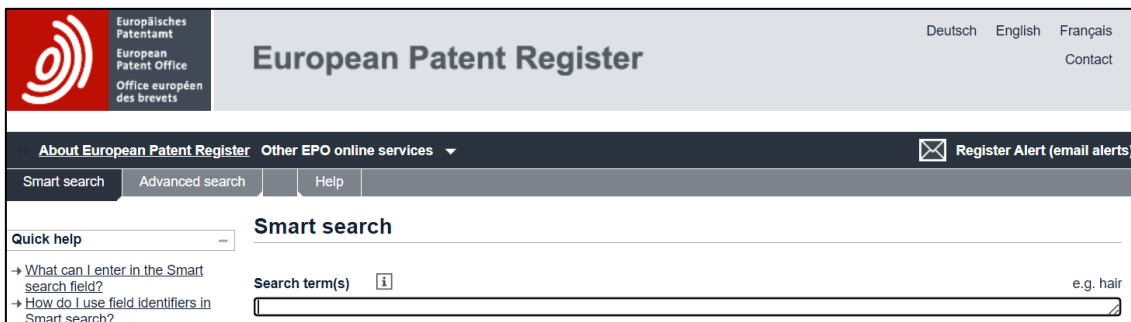 Europäisches
Patentamt
European
Patent Office
Office européen
des brevets
European Patent Register
Deutsch English Français
Contact
About European Patent Register Other EPO online services
Register Alert (email alerts)
Smart search Advanced search Help
Quick help
What can I enter in the Smart
search field?
How do I use field identifiers in
Smart search?
Smart search
Search term(s) i
e.g. hair